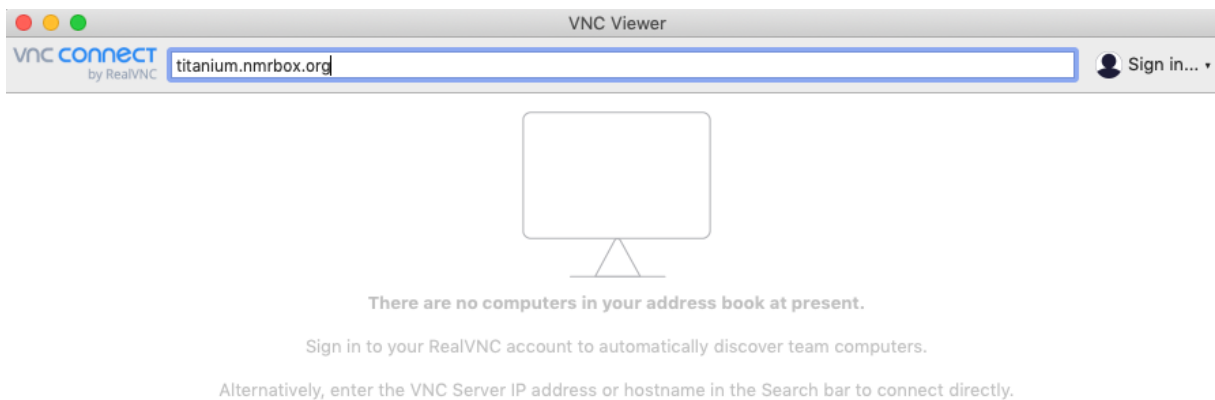 VNC Viewer
vnc connect
by RealVNC
titanium.nmrbox.org
Sign in...
There are no computers in your address book at present.
Sign in to your RealVNC account to automatically discover team computers.
Alternatively, enter the VNC Server IP address or hostname in the Search bar to connect directly.